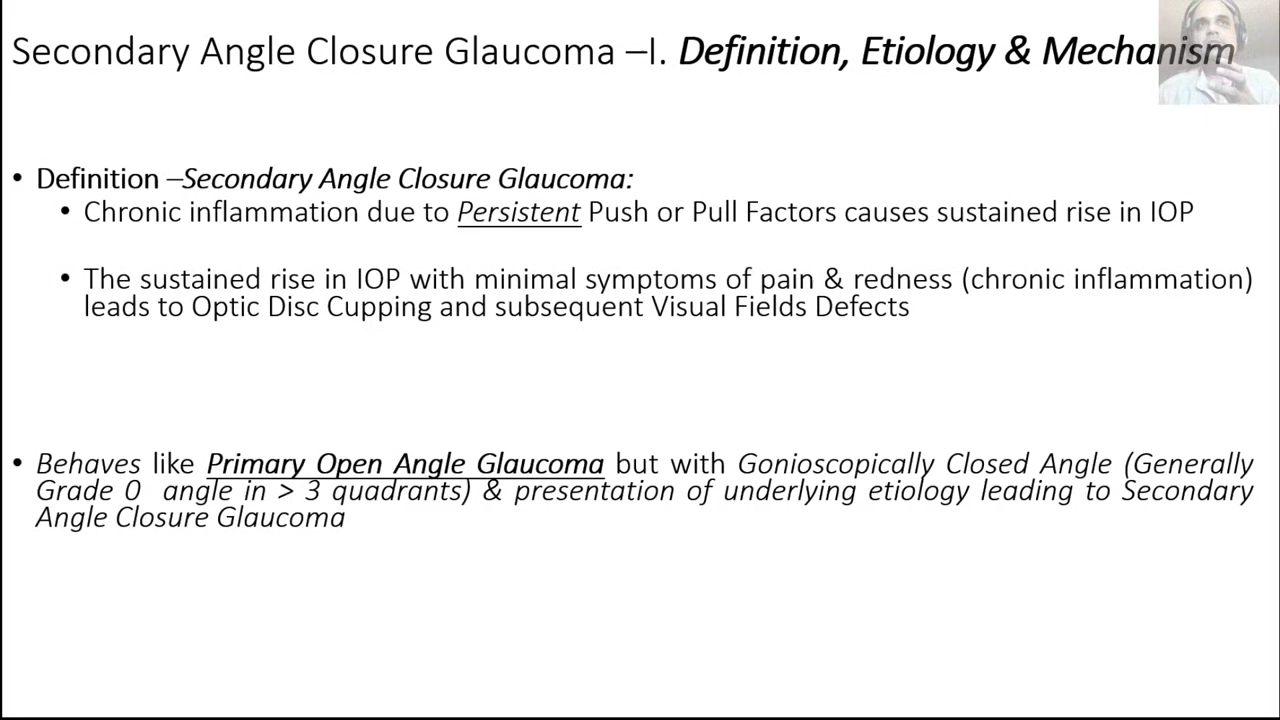 Secondary Angle Closure Glaucoma –I. Definition, Etiology & Mechanism
• Definition –Secondary Angle Closure Glaucoma:
• Chronic inflammation due to Persistent Push or Pull Factors causes sustained rise in IOP
• The sustained rise in IOP with minimal symptoms of pain & redness (chronic inflammation)
leads to Optic Disc Cupping and subsequent Visual Fields Defects
• Behaves like Primary Open Angle Glaucoma but with Gonioscopically Closed Angle (Generally
Grade 0 angle in > 3 quadrants) & presentation of underlying etiology leading to Secondary
Angle Closure Glaucoma